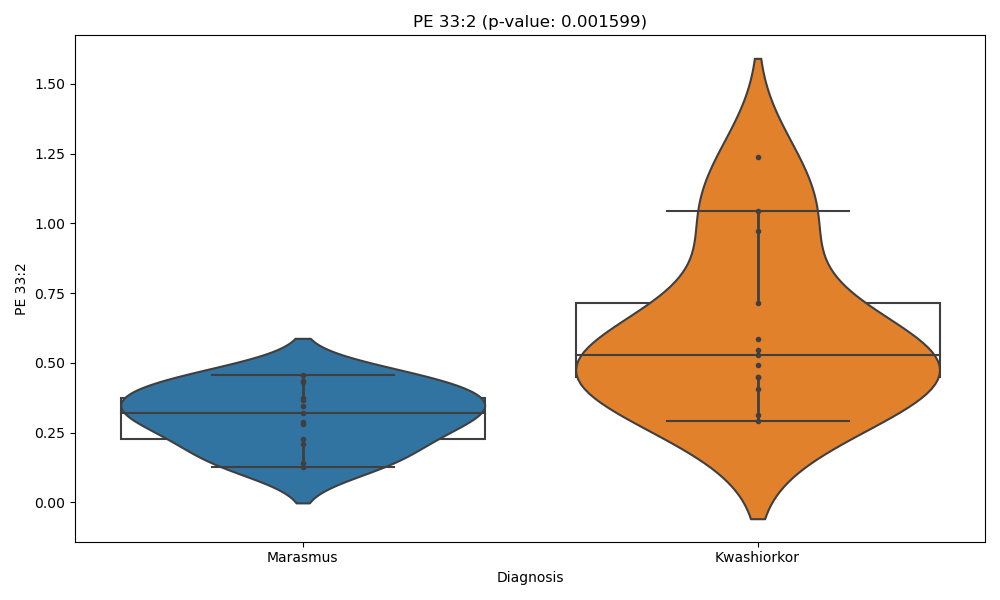 PE 33:2 (p-value: 0.001599)
1.50
1.25
1.00
0.75
0.50
0.25
0.00
PE 33:2
Marasmus
Kwashiorkor
Diagnosis